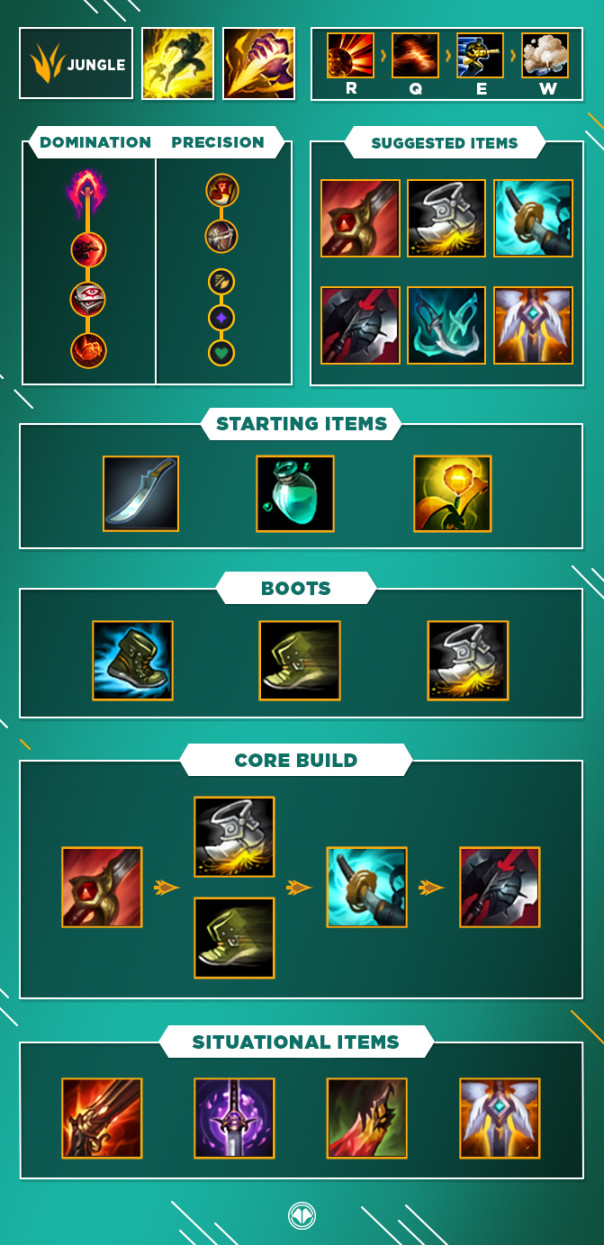 JUNGLE
R Q E W
DOMINATION PRECISION
SUGGESTED ITEMS
STARTING ITEMS
BOOTS
CORE BUILD
SITUATIONAL ITEMS